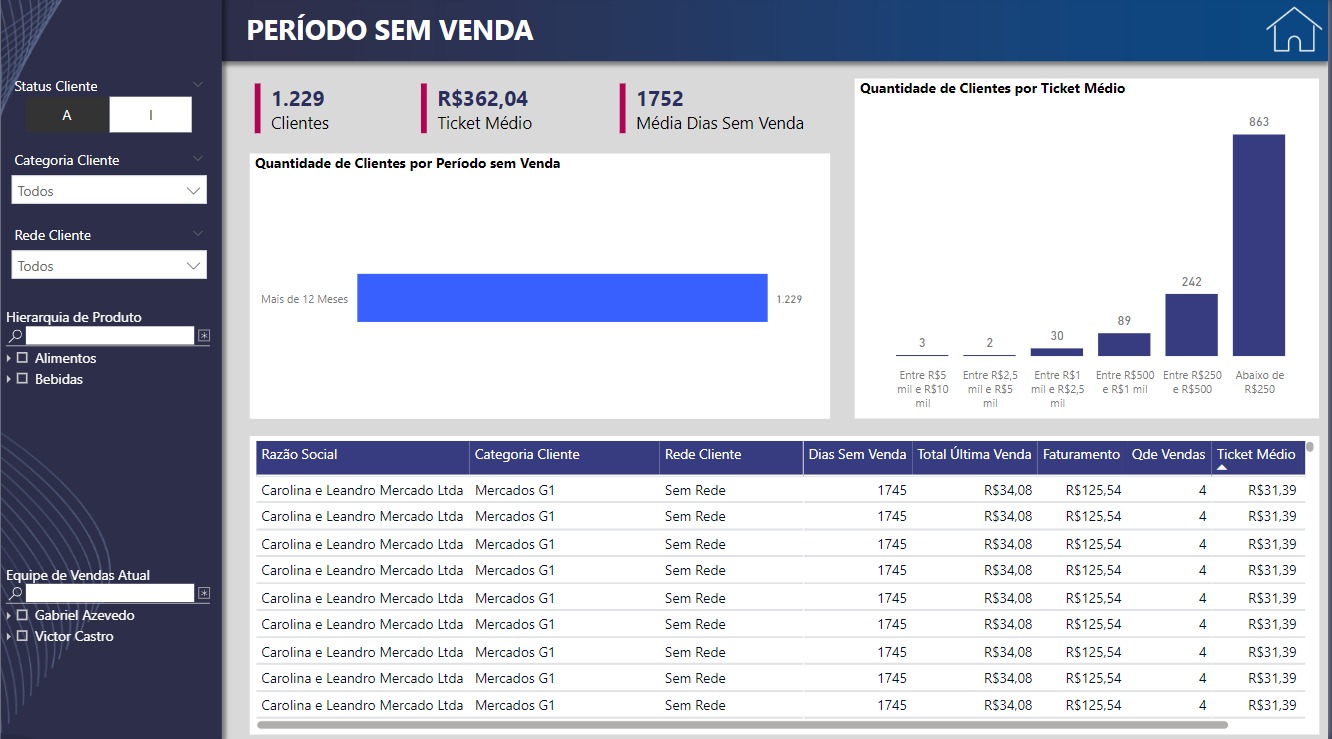 PERÍODO SEM VENDA
Status Cliente
A I
Categoria Cliente
Todos
Rede Cliente
Todos
Hierarquia de Produto
Alimentos
Bebidas
Equipe de Vendas Atual
Gabriel Azevedo
Victor Castro
1.229
Clientes
R$362,04
Ticket Médio
1752
Média Dias Sem Venda
Quantidade de Clientes por Período sem Venda
Mais de 12 Meses 1.229
Quantidade de Clientes por Ticket Médio
3 2 30 89 242 863
Entre R$5 mil e R$10 mil
Entre R$2,5 mil e R$5 mil
Entre R$1 mil e R$2,5 mil
Entre R$500 e R$1 mil
Entre R$250 e R$500
Abaixo de R$250
Razão Social Categoria Cliente Rede Cliente Dias Sem Venda Total Última Venda Faturamento Qde Vendas Ticket Médio
Carolina e Leandro Mercado Ltda Mercados G1 Sem Rede 1745 R$34,08 R$125,54 4 R$31,39
Carolina e Leandro Mercado Ltda Mercados G1 Sem Rede 1745 R$34,08 R$125,54 4 R$31,39
Carolina e Leandro Mercado Ltda Mercados G1 Sem Rede 1745 R$34,08 R$125,54 4 R$31,39
Carolina e Leandro Mercado Ltda Mercados G1 Sem Rede 1745 R$34,08 R$125,54 4 R$31,39
Carolina e Leandro Mercado Ltda Mercados G1 Sem Rede 1745 R$34,08 R$125,54 4 R$31,39
Carolina e Leandro Mercado Ltda Mercados G1 Sem Rede 1745 R$34,08 R$125,54 4 R$31,39
Carolina e Leandro Mercado Ltda Mercados G1 Sem Rede 1745 R$34,08 R$125,54 4 R$31,39
Carolina e Leandro Mercado Ltda Mercados G1 Sem Rede 1745 R$34,08 R$125,54 4 R$31,39
Carolina e Leandro Mercado Ltda Mercados G1 Sem Rede 1745 R$34,08 R$125,54 4 R$31,39